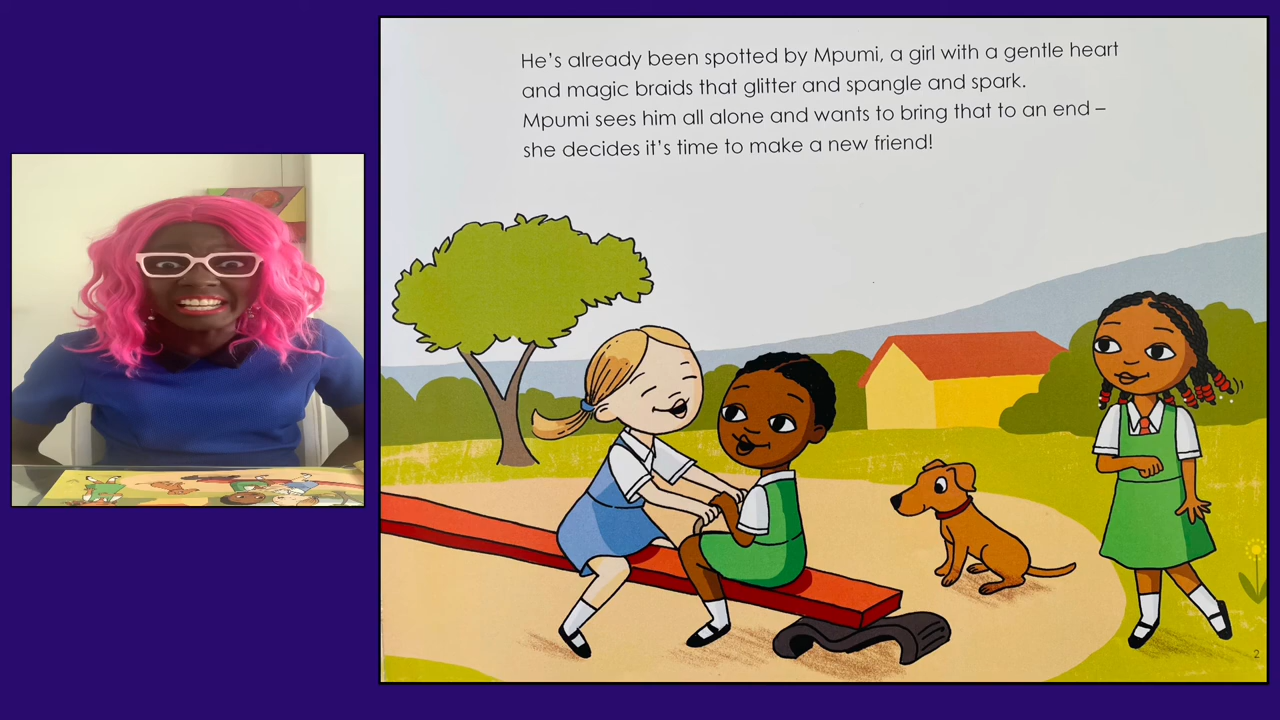 He's already been spotted by Mpumi, a girl with a gentle heart
and magic braids that glitter and spangle and spark.
Mpumi sees him all alone and wants to bring that to an end –
she decides it's time to make a new friend!
2